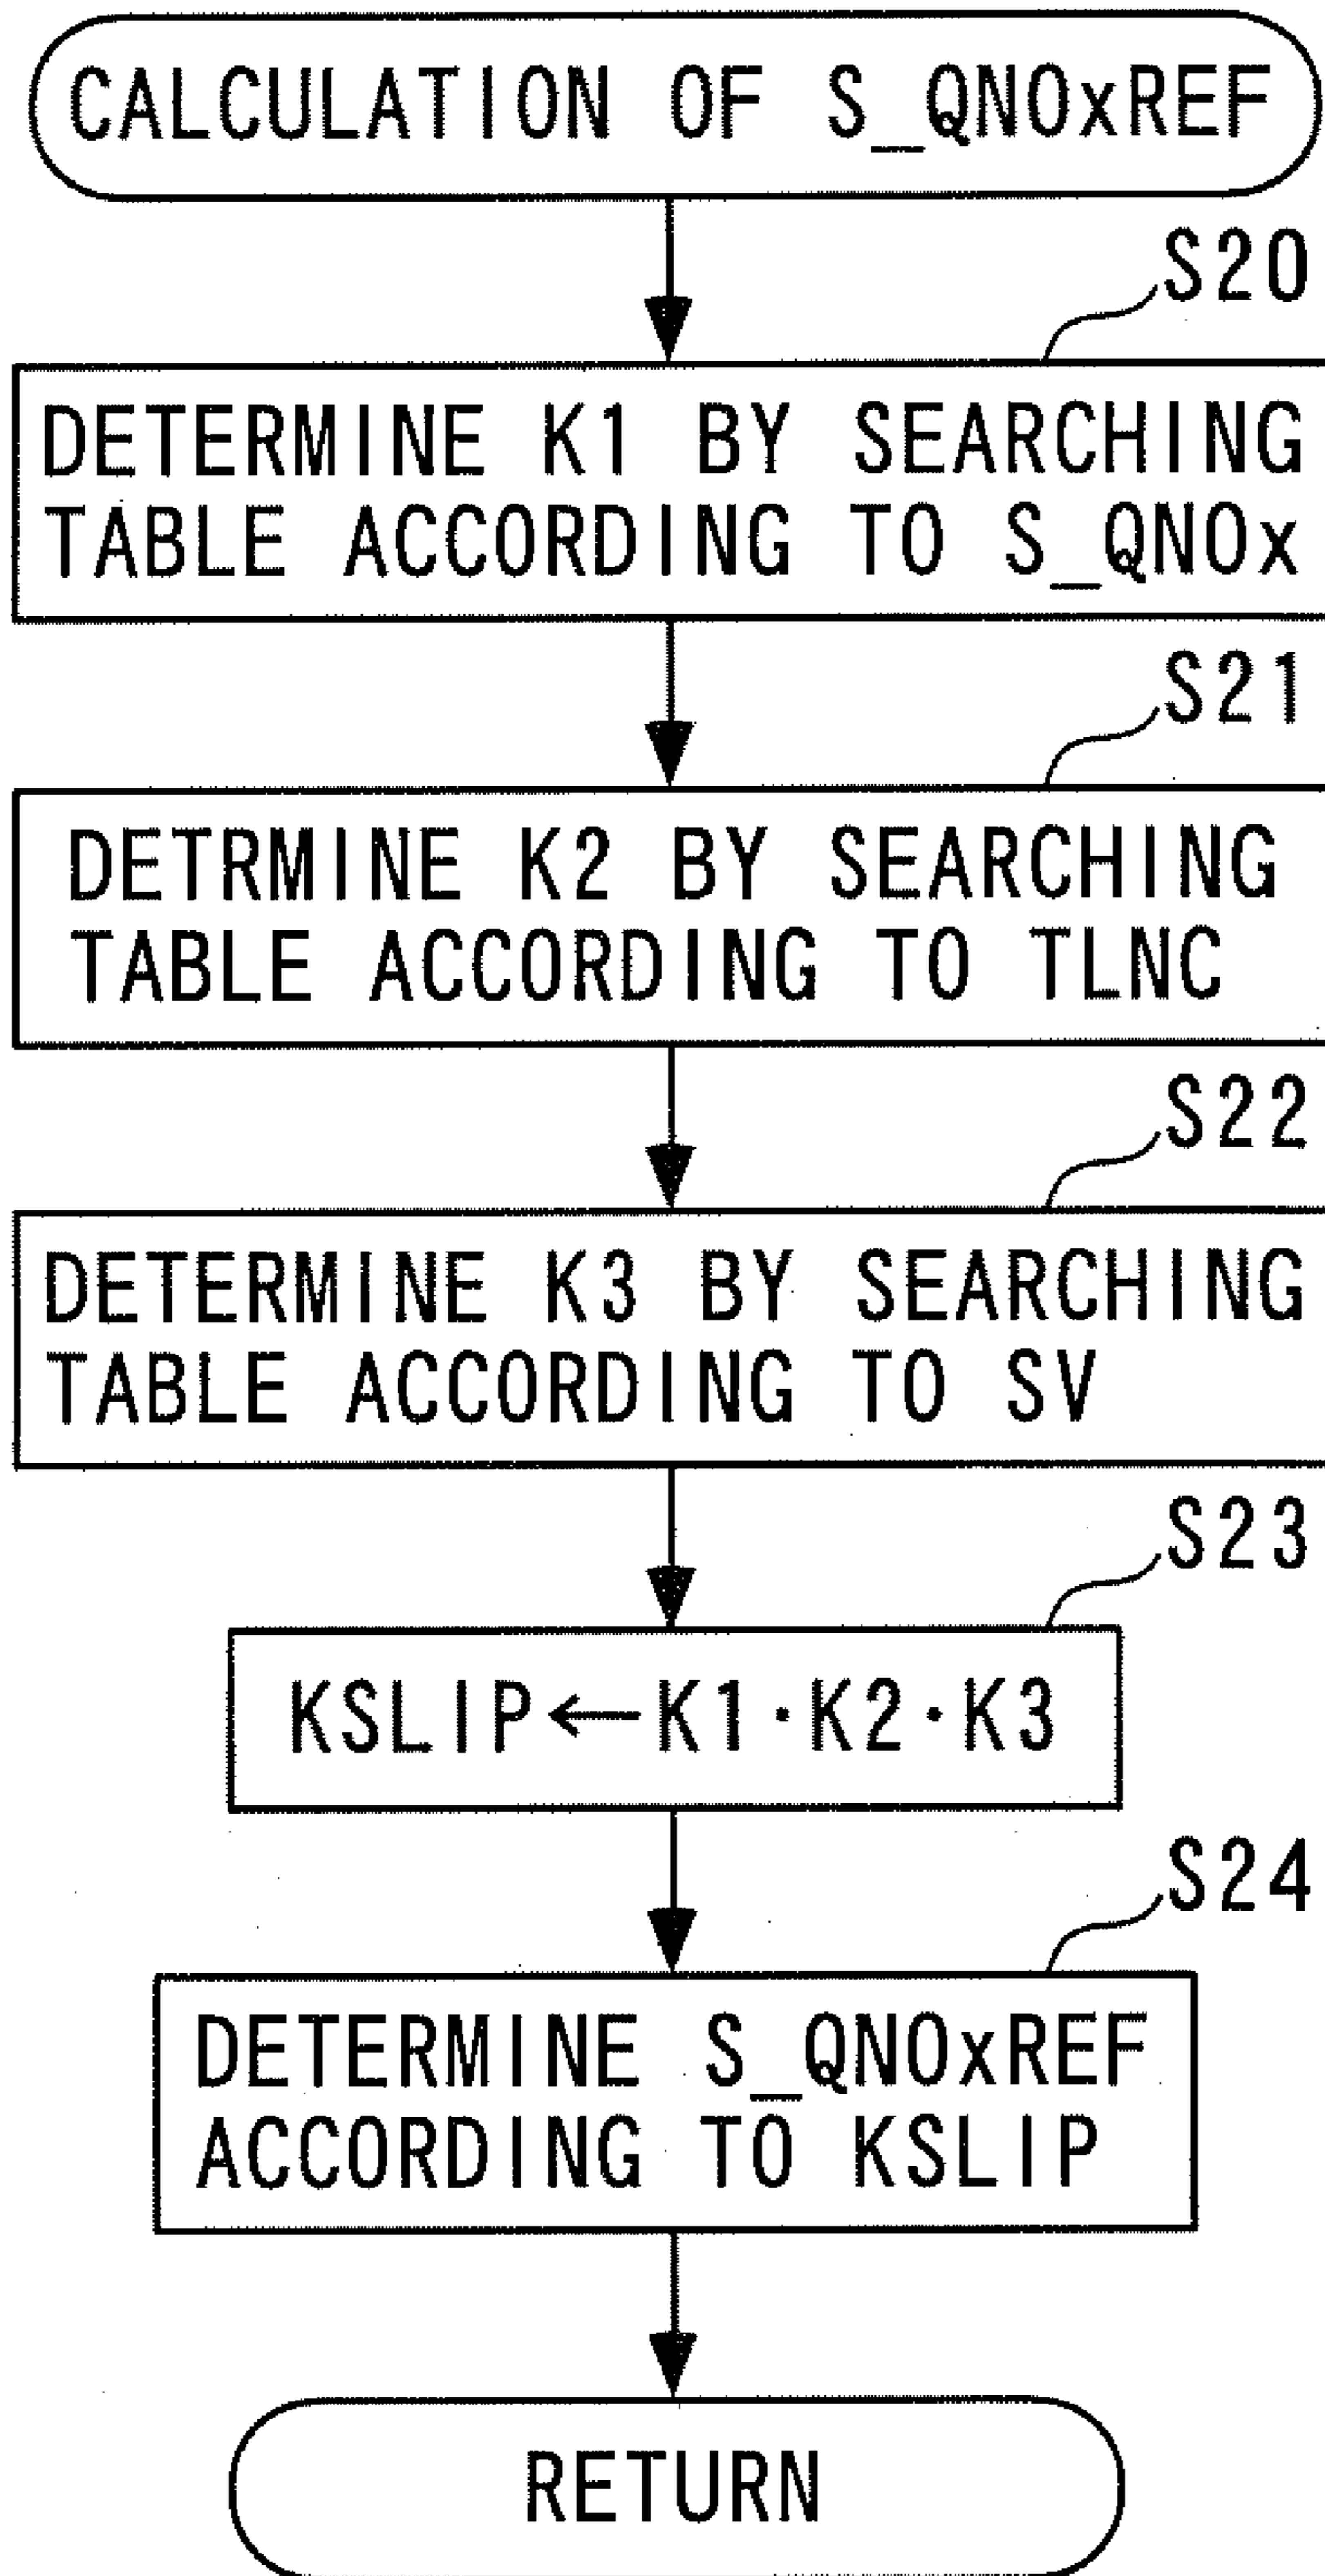 CALCULATION OF S_QNOxREF
S20
DETERMINE K1 BY SEARCHING
TABLE ACCORDING TO S_QNOx
S21
DETRMINE K2 BY SEARCHING
TABLE ACCORDING TO TLNC
S22
DETERMINE K3 BY SEARCHING
TABLE ACCORDING TO SV
S23
KSLIP←K1·K2·K3
S24
DETERMINE S_QNOxREF
ACCORDING TO KSLIP
RETURN